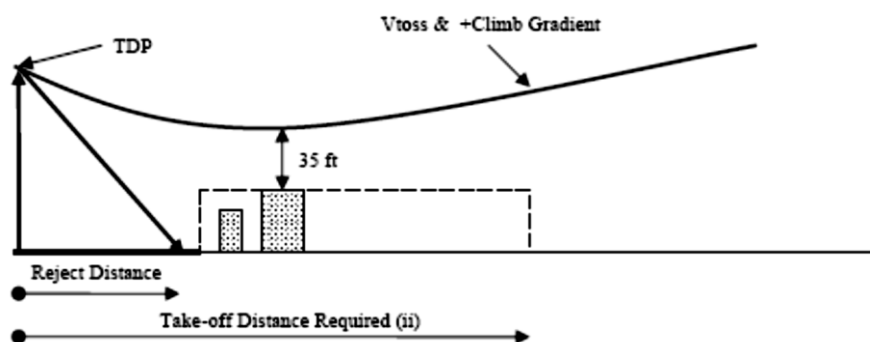 Vtoss & +Climb Gradient
TDP
35 ft
Reject Distance
Take-off Distance Required (ii)